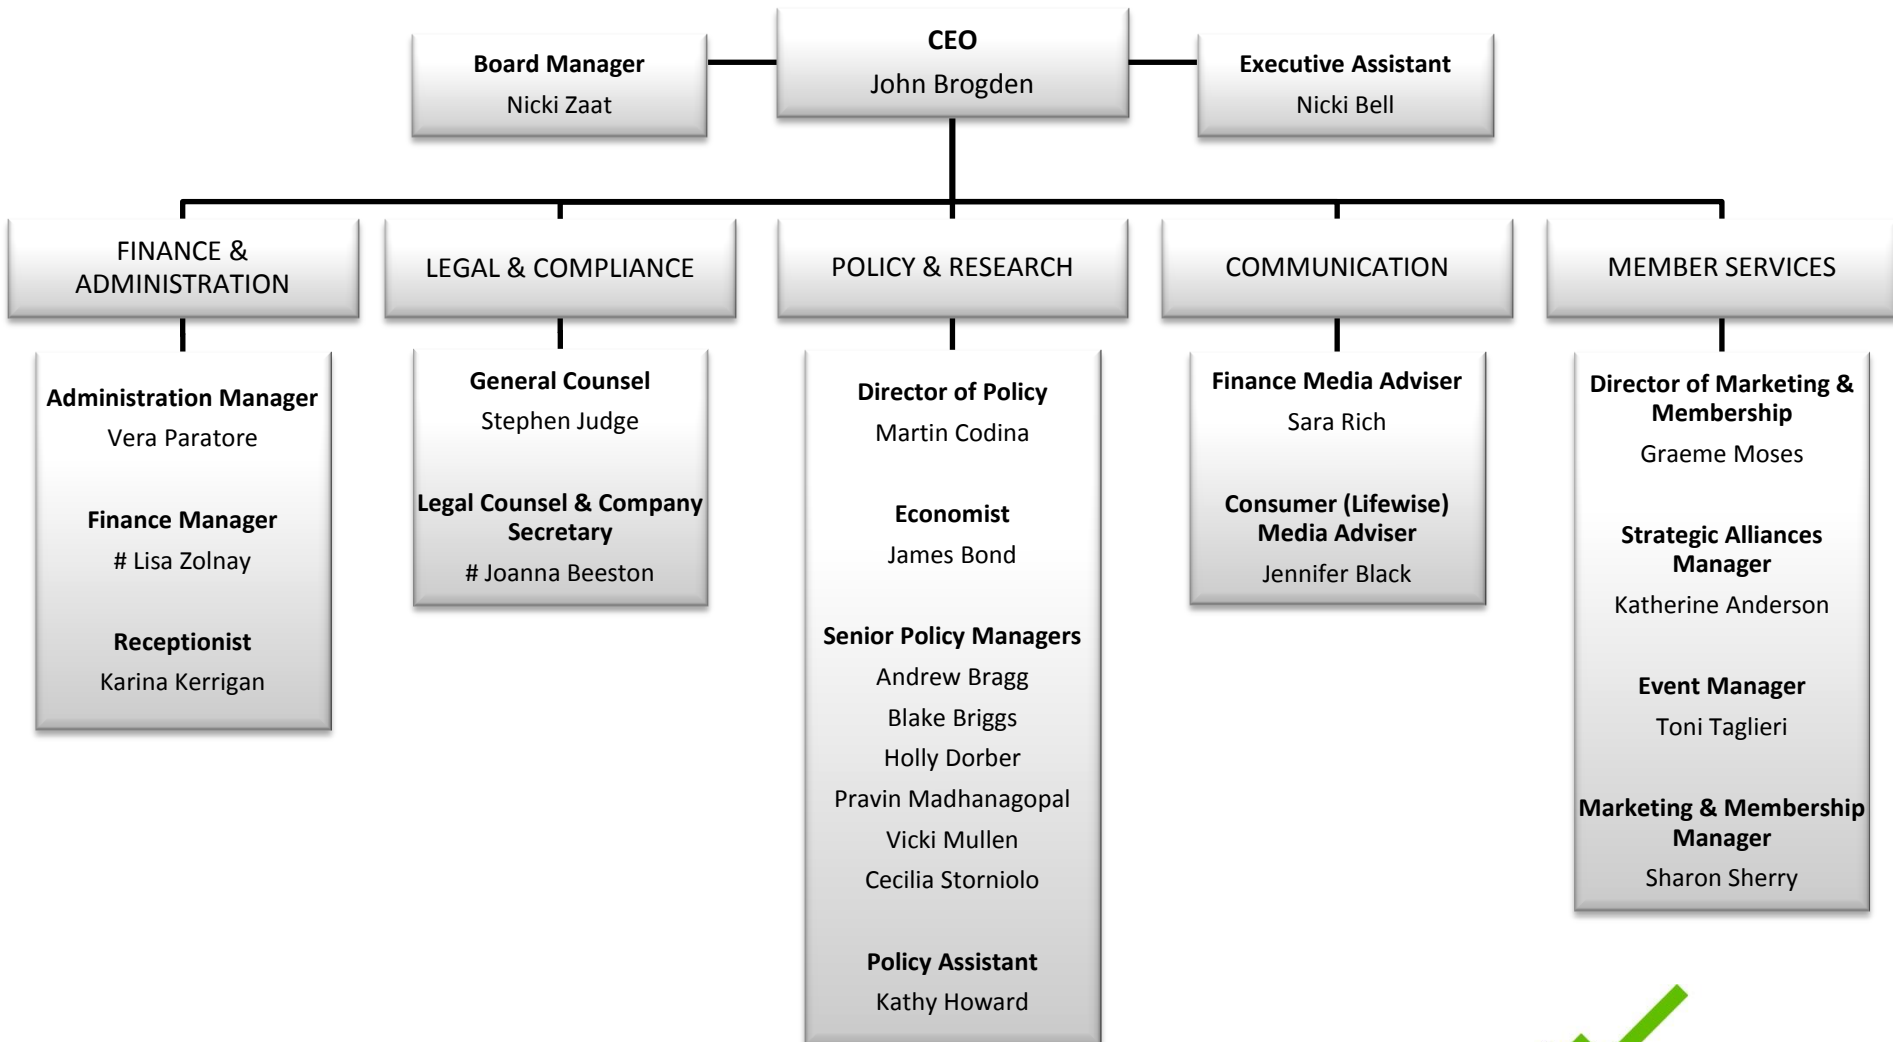 CEO
John Brogden
Board Manager
Nicki Zaat
Executive Assistant
Nicki Bell
FINANCE &
ADMINISTRATION
LEGAL & COMPLIANCE
POLICY & RESEARCH
COMMUNICATION
MEMBER SERVICES
Administration Manager
Vera Paratore
Finance Manager
# Lisa Zolnay
Receptionist
Karina Kerrigan
General Counsel
Stephen Judge
Legal Counsel & Company
Secretary
# Joanna Beeston
Director of Policy
Martin Codina
Economist
James Bond
Senior Policy Managers
Andrew Bragg
Blake Briggs
Holly Dorber
Pravin Madhanagopal
Vicki Mullen
Cecilia Storniolo
Policy Assistant
Kathy Howard
Finance Media Adviser
Sara Rich
Consumer (Lifewise)
Media Adviser
Jennifer Black
Director of Marketing &
Membership
Graeme Moses
Strategic Alliances
Manager
Katherine Anderson
Event Manager
Toni Taglieri
Marketing & Membership
Manager
Sharon Sherry